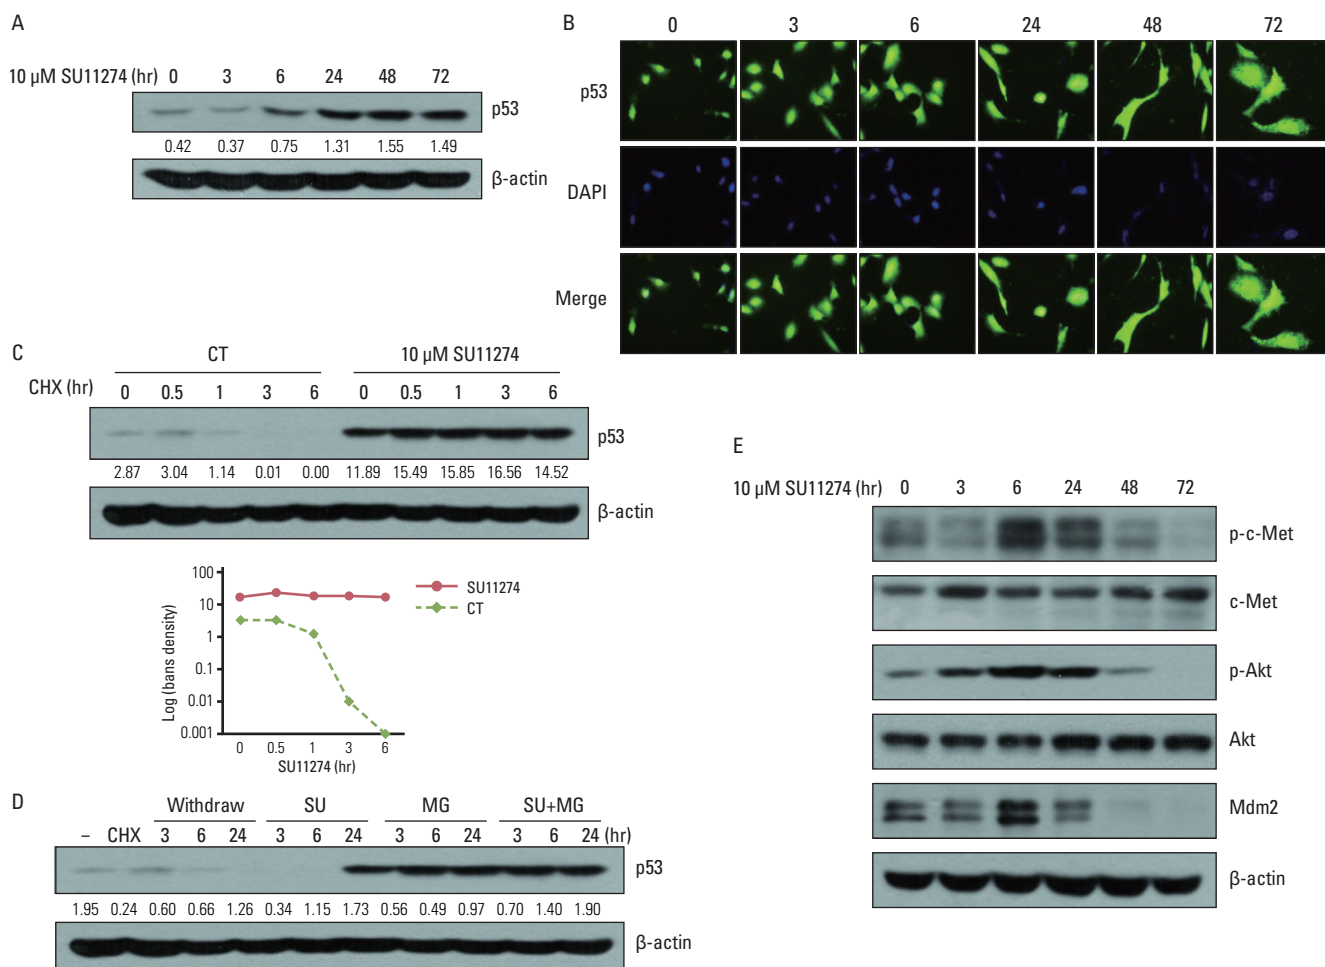 A
10 µM SU11274 (hr) 0 3 6 24 48 72
p53
0.42 0.37 0.75 1.31 1.55 1.49
β-actin
B
0 3 6 24 48 72
p53
DAPI
Merge
C
CT 10 µM SU11274
CHX (hr) 0 0.5 1 3 6 0 0.5 1 3 6
p53
2.87 3.04 1.14 0.01 0.00 11.89 15.49 15.85 16.56 14.52
β-actin
Log (bans density)
100
10
1
0.1
0.01
0.001
0 0.5 1 3 6
SU11274 (hr)
SU11274
CT
D
Withdraw SU MG SU+MG
– CHX 3 6 24 3 6 24 3 6 24 3 6 24 (hr)
p53
1.95 0.24 0.60 0.66 1.26 0.34 1.15 1.73 0.56 0.49 0.97 0.70 1.40 1.90
β-actin
E
10 µM SU11274 (hr) 0 3 6 24 48 72
p-c-Met
c-Met
p-Akt
Akt
Mdm2
β-actin